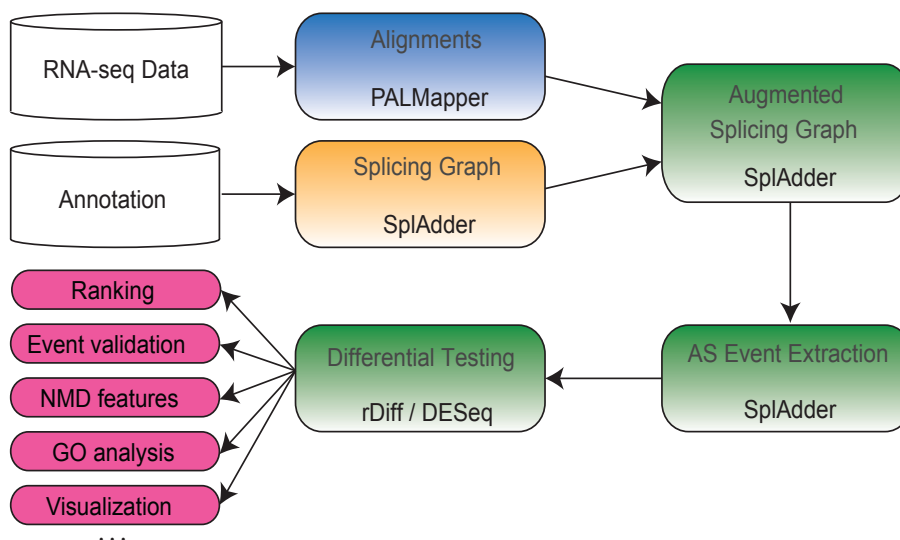 RNA-seq Data
Alignments
PALMapper
Augmented
Splicing Graph
SplAdder
Annotation
Splicing Graph
SplAdder
Ranking
Event validation
NMD features
GO analysis
Visualization
...
Differential Testing
rDiff / DESeq
AS Event Extraction
SplAdder